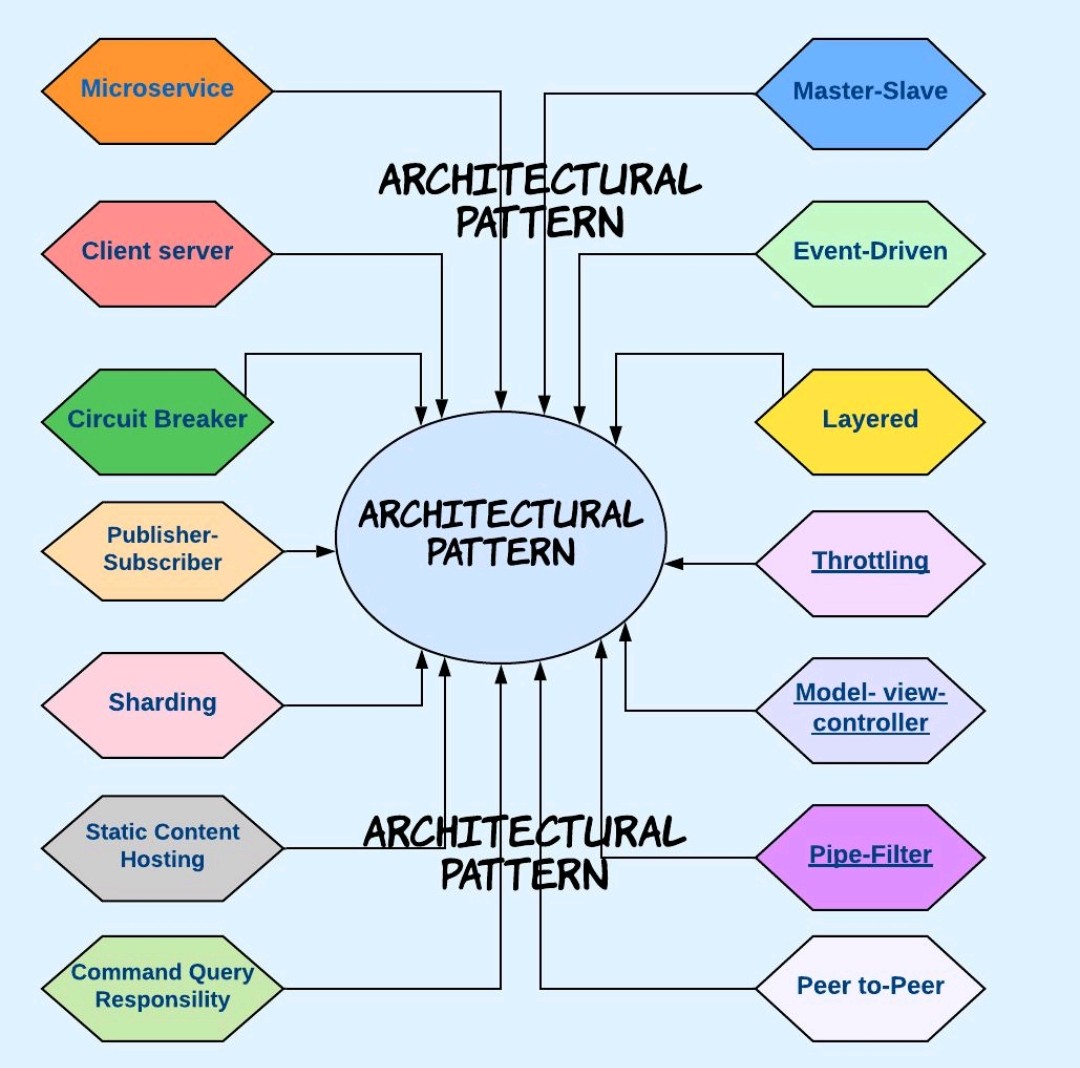 Microservice
Master-Slave
ARCHITECTURAL
PATTERN
Client server
Event-Driven
Circuit Breaker
Layered
ARCHITECTURAL
PATTERN
Publisher-
Subscriber
Throttling
Sharding
Model- view-
controller
Static Content
Hosting
ARCHITECTURAL
PATTERN
Pipe-Filter
Command Query
Responsility
Peer to-Peer